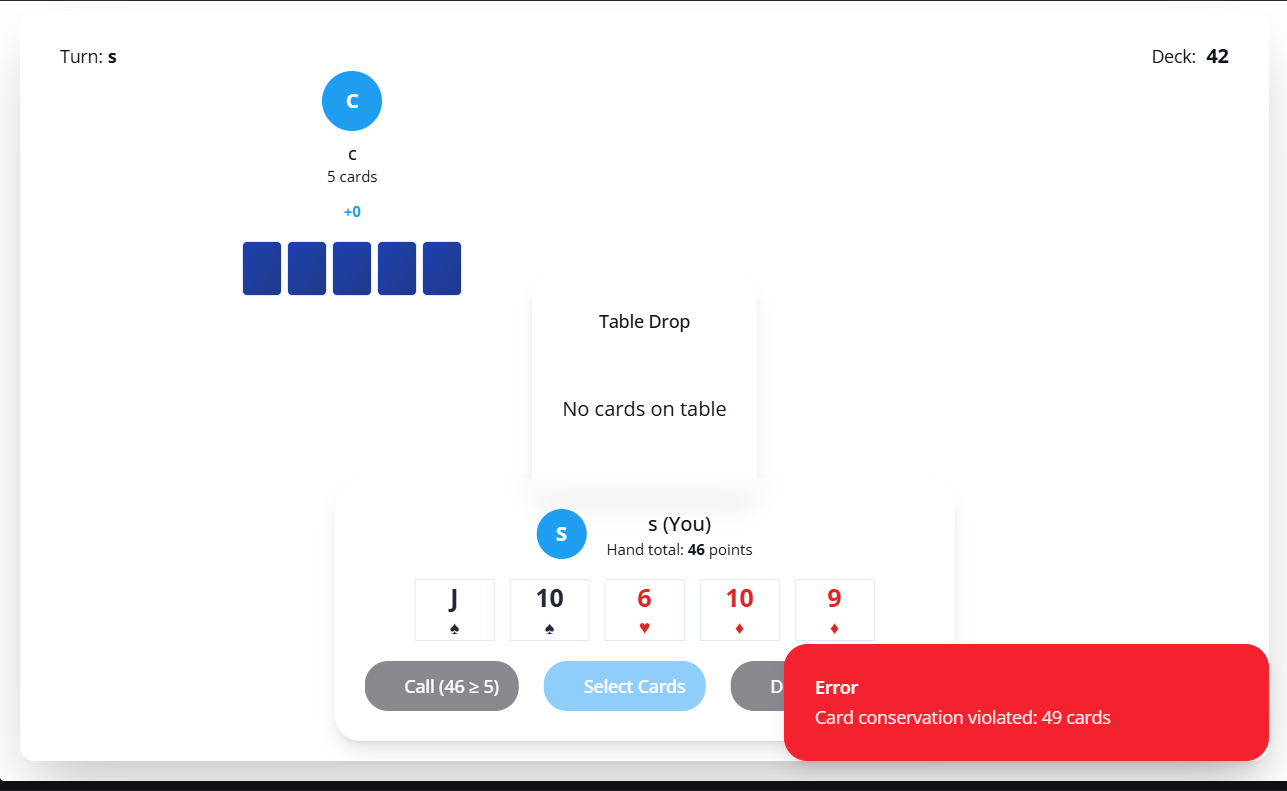 Turn: s
Deck: 42
C
C
5 cards
+0
Table Drop
No cards on table
S
s (You)
Hand total: 46 points
J 10 6 10 9
♠ ♠ ♥ ♦ ♦
Call (46 ≥ 5)
Select Cards
D
Error
Card conservation violated: 49 cards